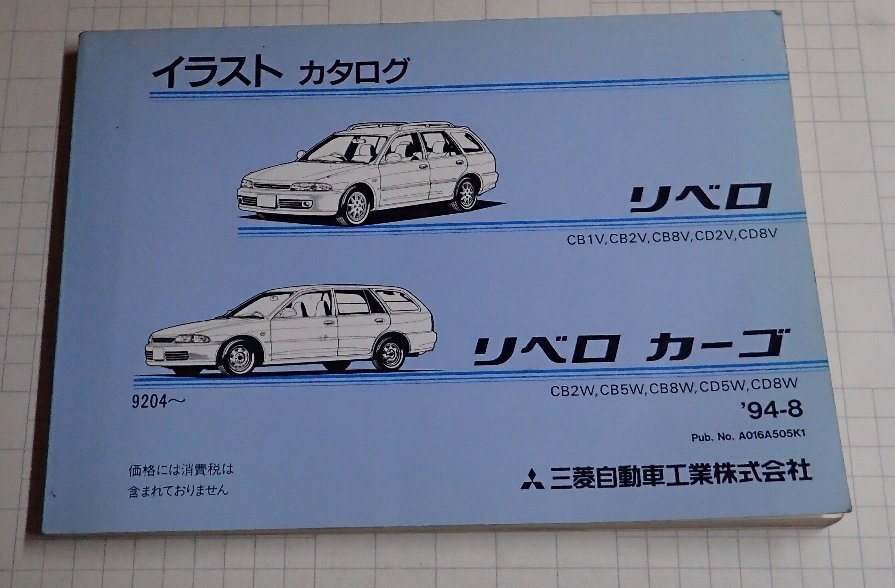 イラスト カタログ
リベロ
CB1V, CB2V, CB8V, CD2V, CD8V
リベロ カーゴ
CB2W, CB5W, CB8W, CD5W, CD8W
9204～
'94-8
Pub. No. A016A505K1
価格には消費税は
含まれておりません
三菱自動車工業株式会社